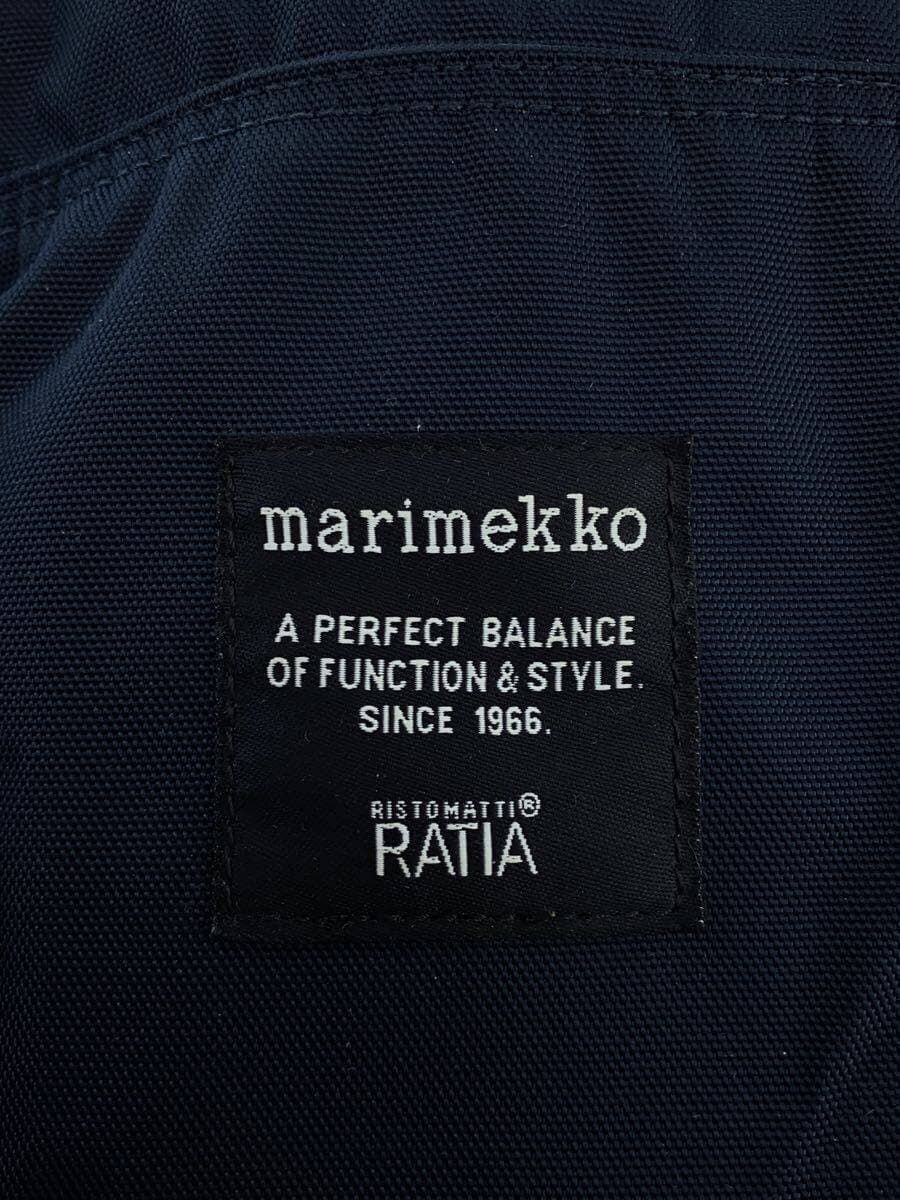 marimekko
A PERFECT BALANCE
OF FUNCTION & STYLE.
SINCE 1966.
RISTOMATTI®
RATIA